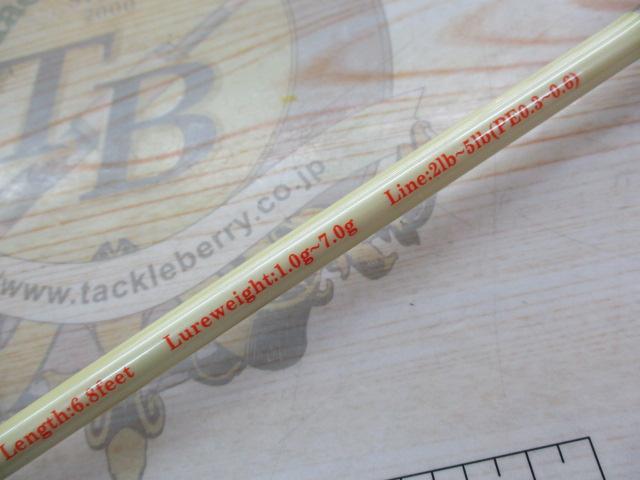 2000
TB
www.tackleberry.co.jp
Length:6.8feet Lureweight:1.0g~7.0g Line:2lb~5lb(PE0.3~0.6)